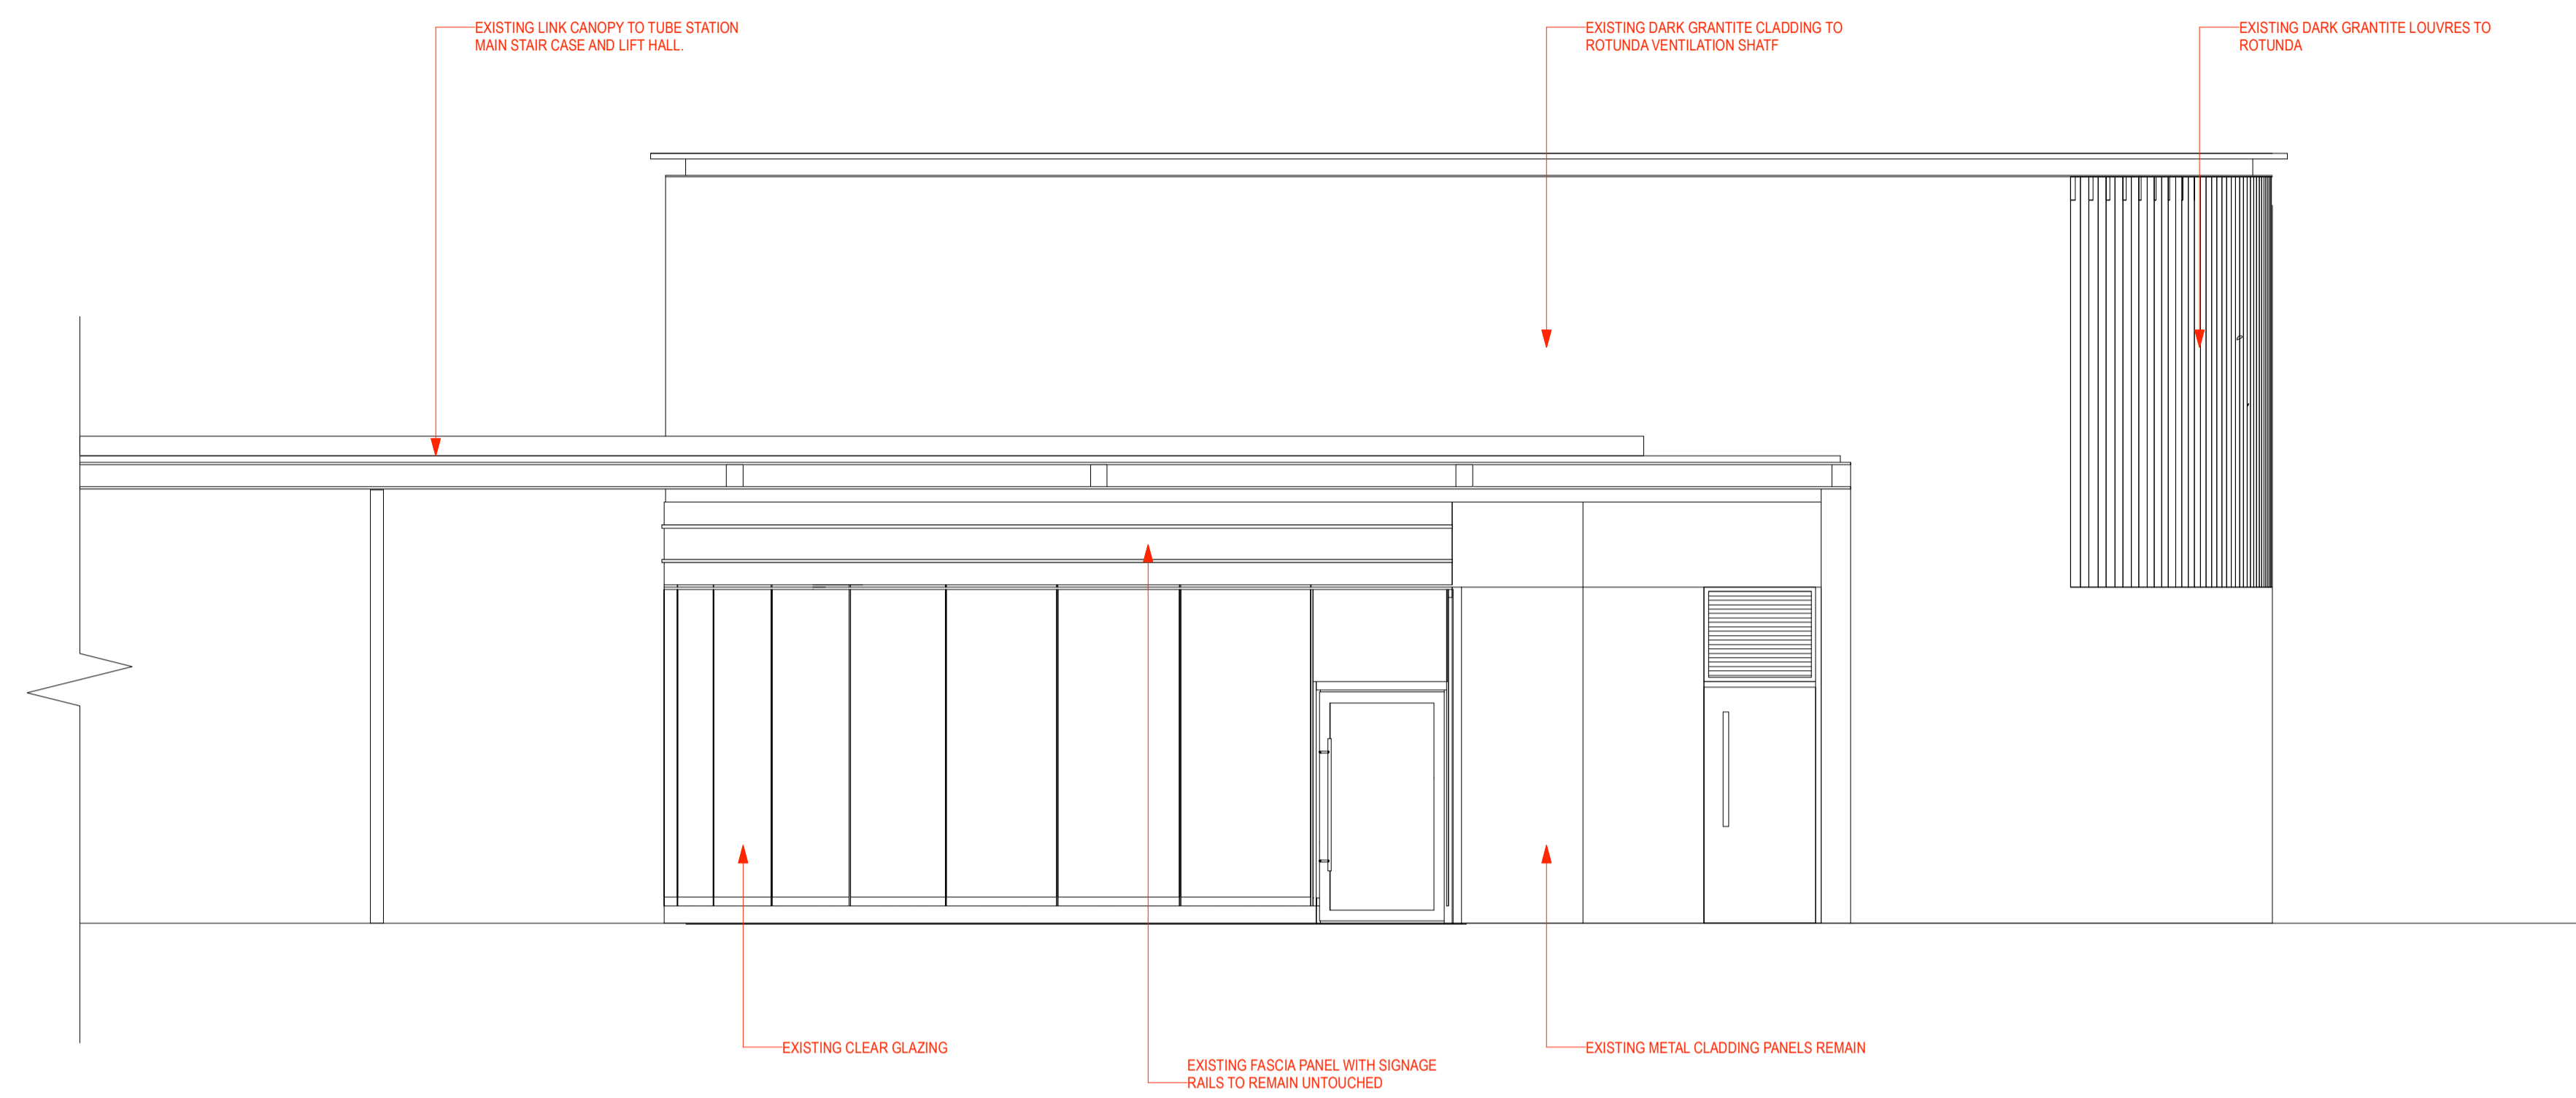 EXISTING LINK CANOPY TO TUBE STATION
MAIN STAIR CASE AND LIFT HALL.
EXISTING DARK GRANTITE CLADDING TO
ROTUNDA VENTILATION SHATF
EXISTING DARK GRANTITE LOUVRES TO
ROTUNDA
EXISTING CLEAR GLAZING
EXISTING FASCIA PANEL WITH SIGNAGE
RAILS TO REMAIN UNTOUCHED
EXISTING METAL CLADDING PANELS REMAIN